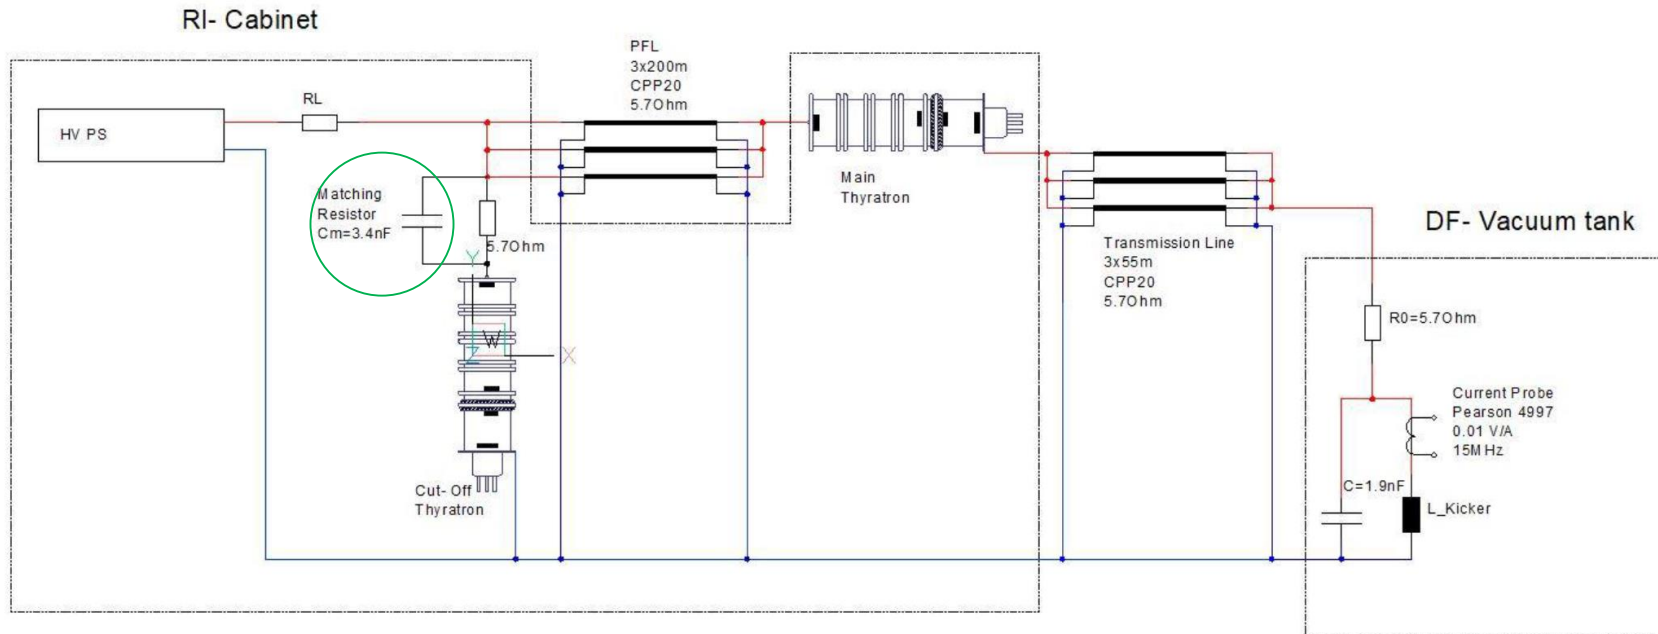 RI- Cabinet
PFL
3x200m
CPP20
5.7Ohm
RL
HV PS
Matching
Resistor
Cm=3.4nF
5.7Ohm
Y
W
Z
X
Cut- Off
Thyratron
Main
Thyratron
Transmission Line
3x55m
CPP20
5.7Ohm
DF- Vacuum tank
R0=5.7Ohm
Current Probe
Pearson 4997
0.01 V/A
15MHz
C=1.9nF
L_Kicker